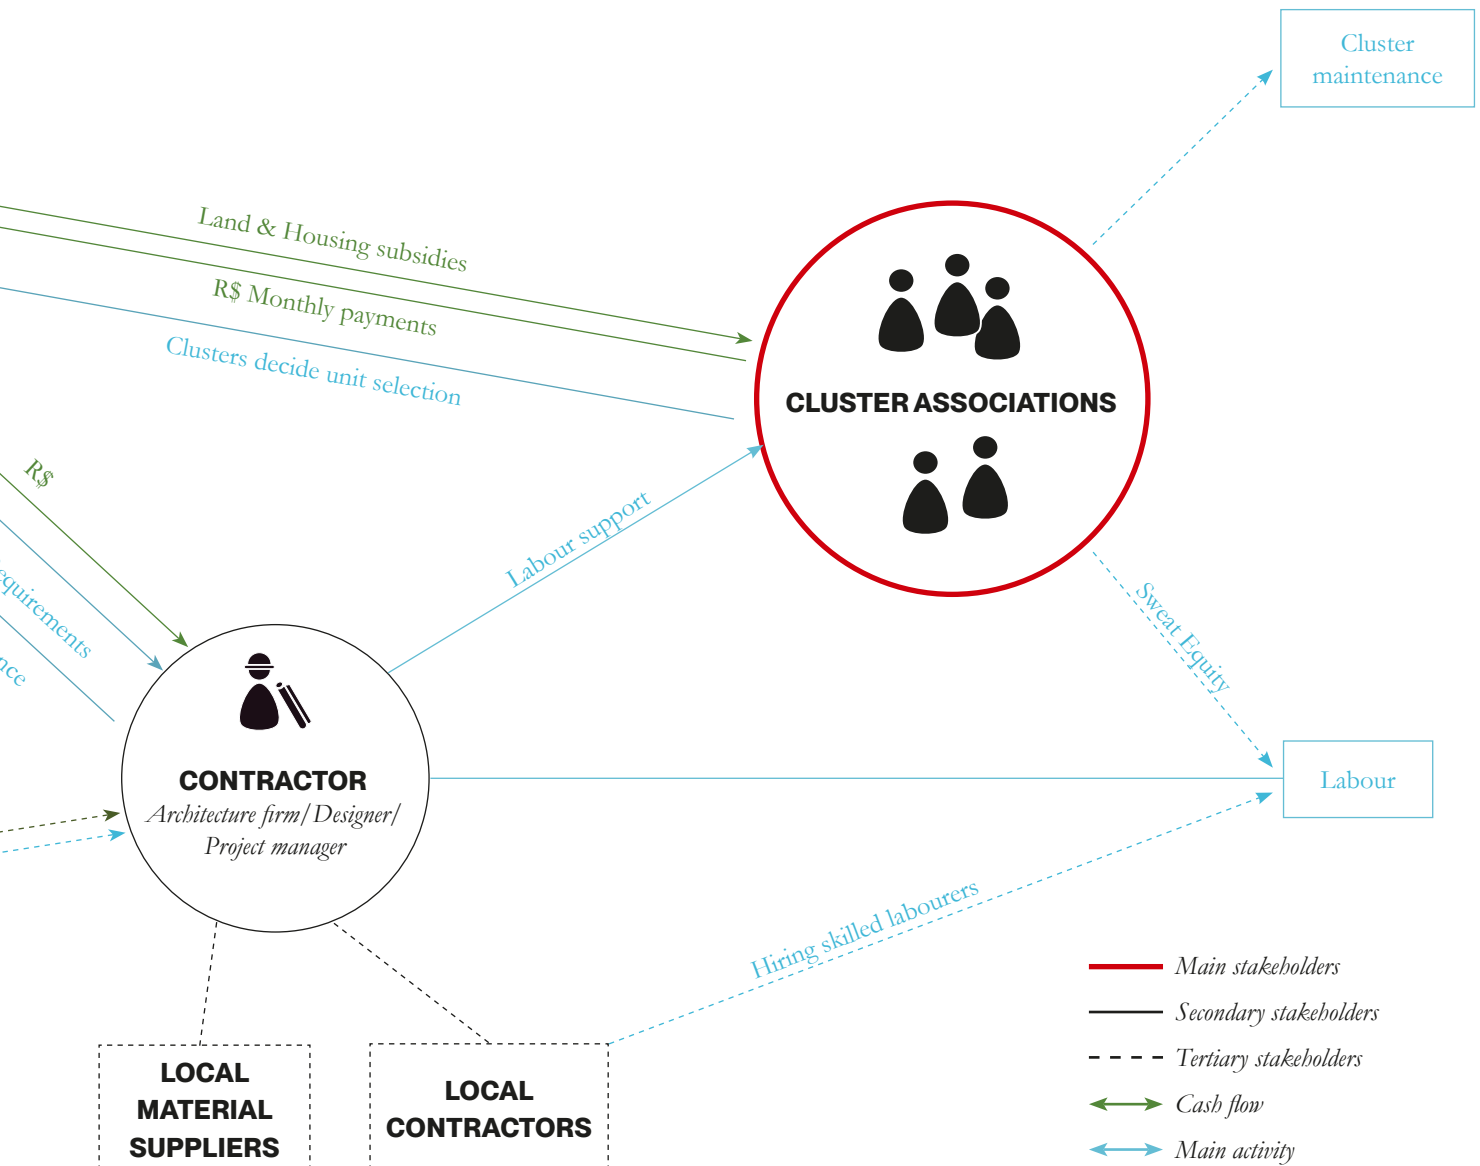 Cluster
maintenance
Land & Housing subsidies
R$ Monthly payments
Clusters decide unit selection
CLUSTER ASSOCIATIONS
R$
Labour support
Sweat Equity
CONTRACTOR
Architecture firm/Designer/
Project manager
Labour
Hiring skilled labourers
LOCAL
MATERIAL
SUPPLIERS
LOCAL
CONTRACTORS
Main stakeholders
Secondary stakeholders
Tertiary stakeholders
Cash flow
Main activity